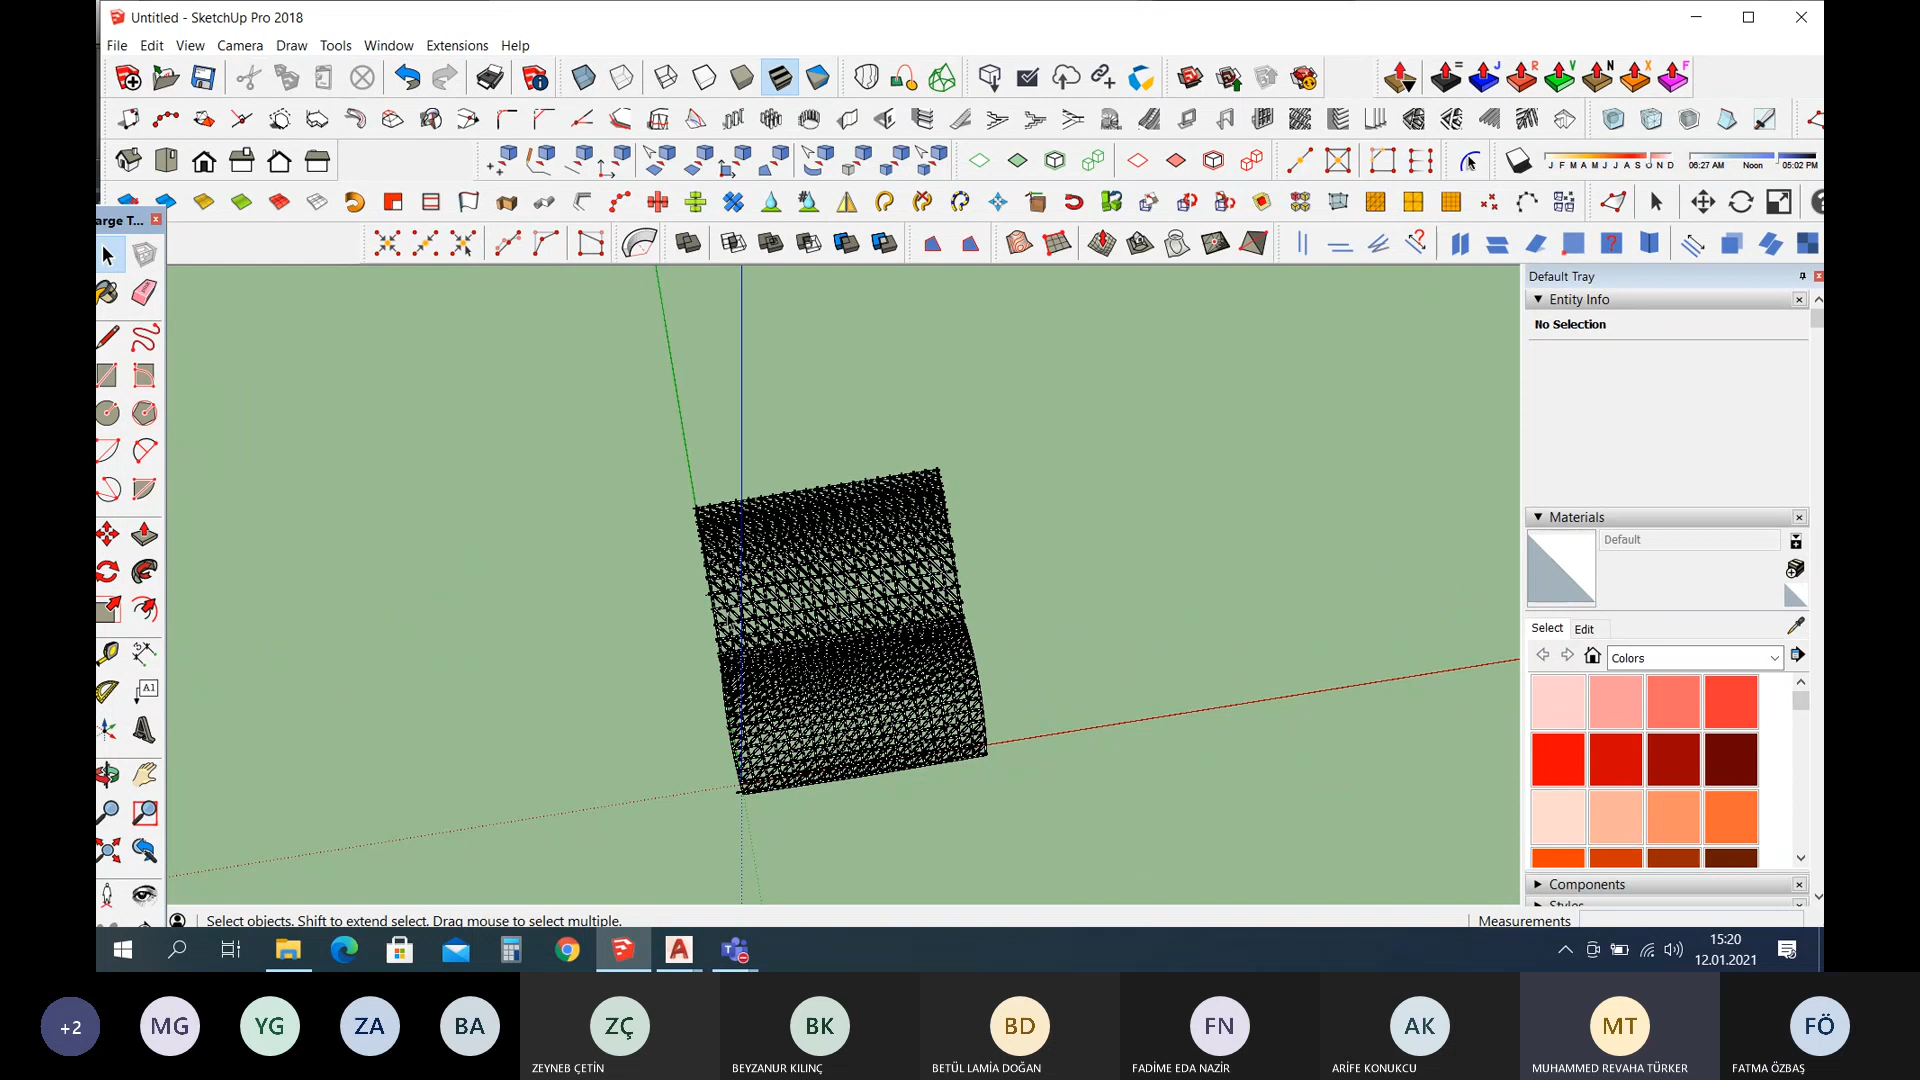 Untitled - SketchUp Pro 2018
File Edit View Camera Draw Tools Window Extensions Help
= J R V N X F
J F M A M J J A S O N D 06:27 AM Noon 05:02 PM
arge T...
Default Tray
Entity Info
No Selection
A1
Materials
Default
Select Edit
Colors
Components
Styles
Select objects. Shift to extend select. Drag mouse to select multiple.
Measurements
15:20
12.01.2021
+2 MG YG ZA BA ZÇ BK BD FN AK MT FÖ
ZEYNEB ÇETİN BEYZANUR KILINÇ BETÜL LAMİA DOĞAN FADİME EDA NAZİR ARİFE KONUKCU MUHAMMED REVAHA TÜRKER FATMA ÖZBAŞ